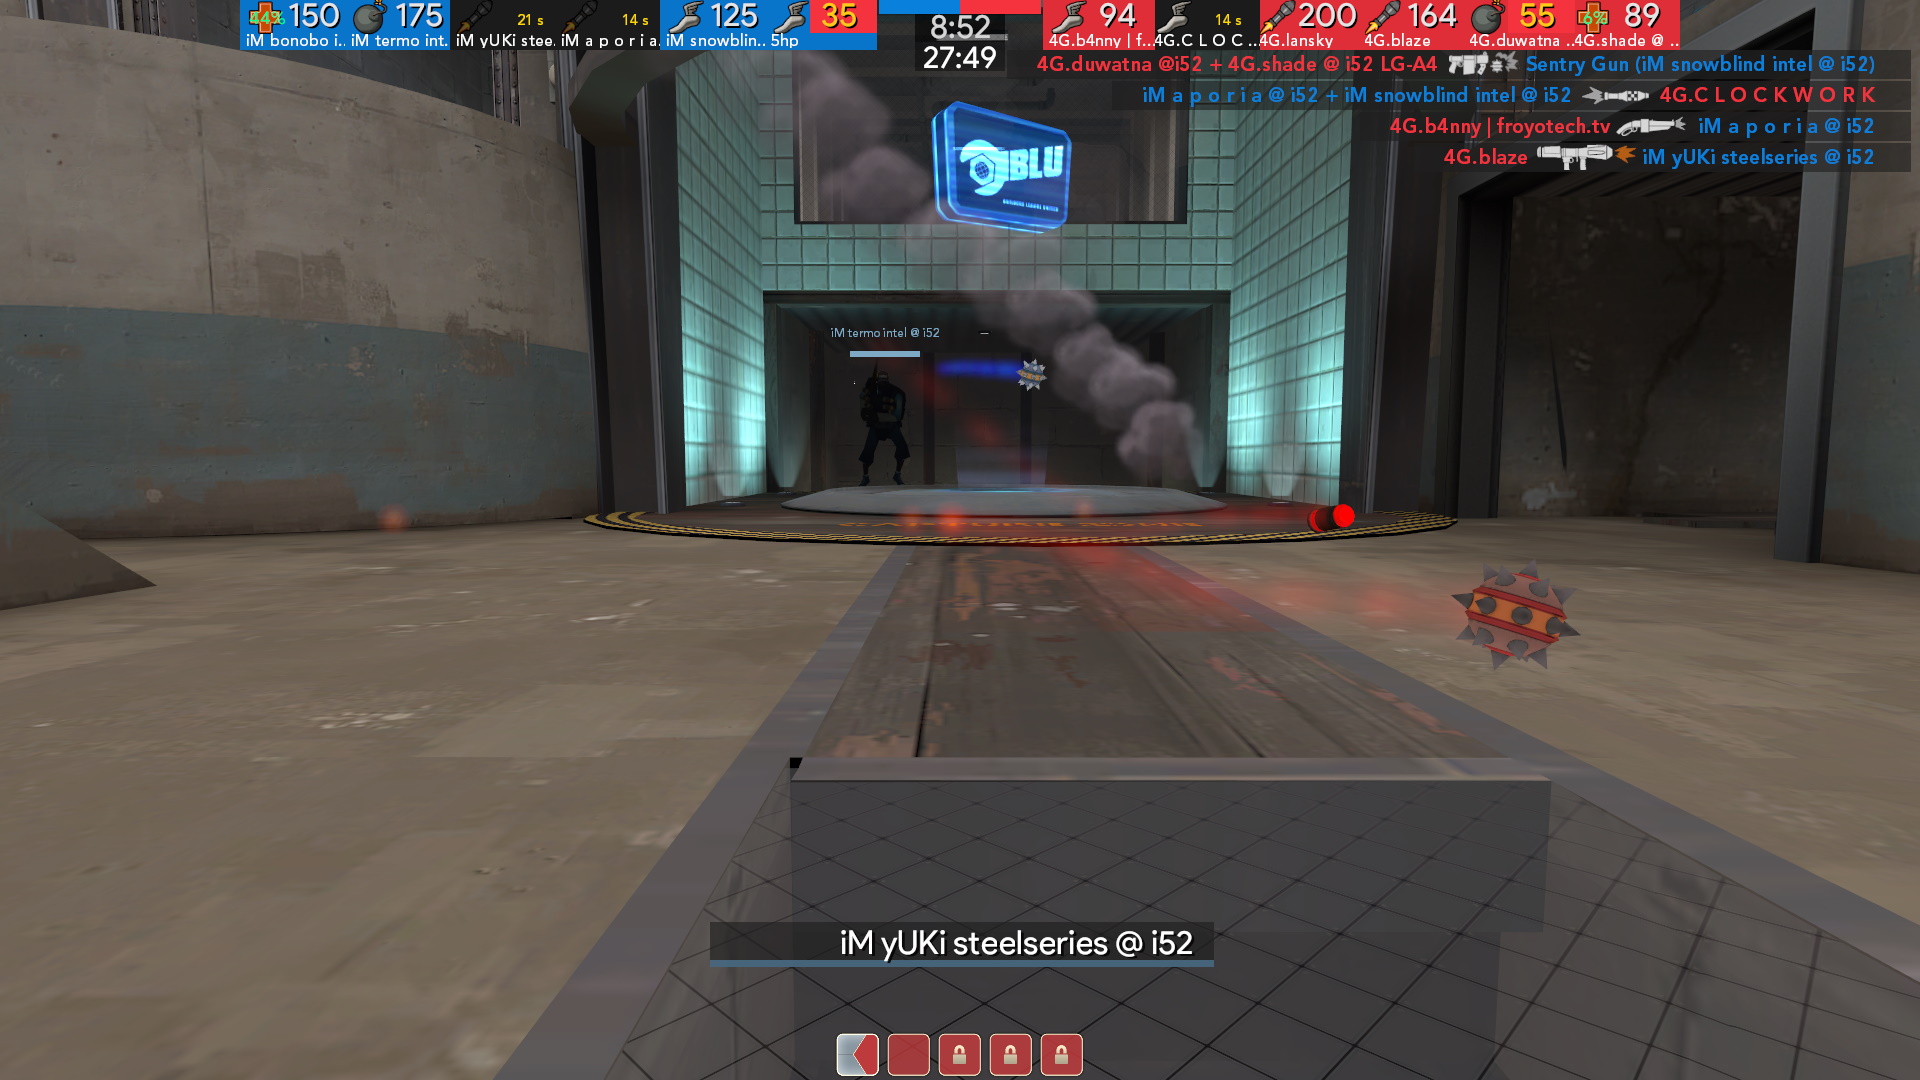 44% 150 175 21 s 14 s 125 35
iM bonobo i.. iM termo int. iM yUKi stee. iM a p o r i a. iM snowblin.. 5hp
8:52
27:49
94 14 s 200 164 55 6% 89
4G.b4nny | f... 4G.C L O C .. 4G.lansky 4G.blaze 4G.duwatna .. 4G.shade @ ..
4G.duwatna @i52 + 4G.shade @ i52 LG-A4 Sentry Gun (iM snowblind intel @ i52)
iM a p o r i a @ i52 + iM snowblind intel @ i52 4G.C L O C K W O R K
4G.b4nny | froyotech.tv iM a p o r i a @ i52
4G.blaze iM yUKi steelseries @ i52
BLU
iM termo intel @ i52
iM yUKi steelseries @ i52